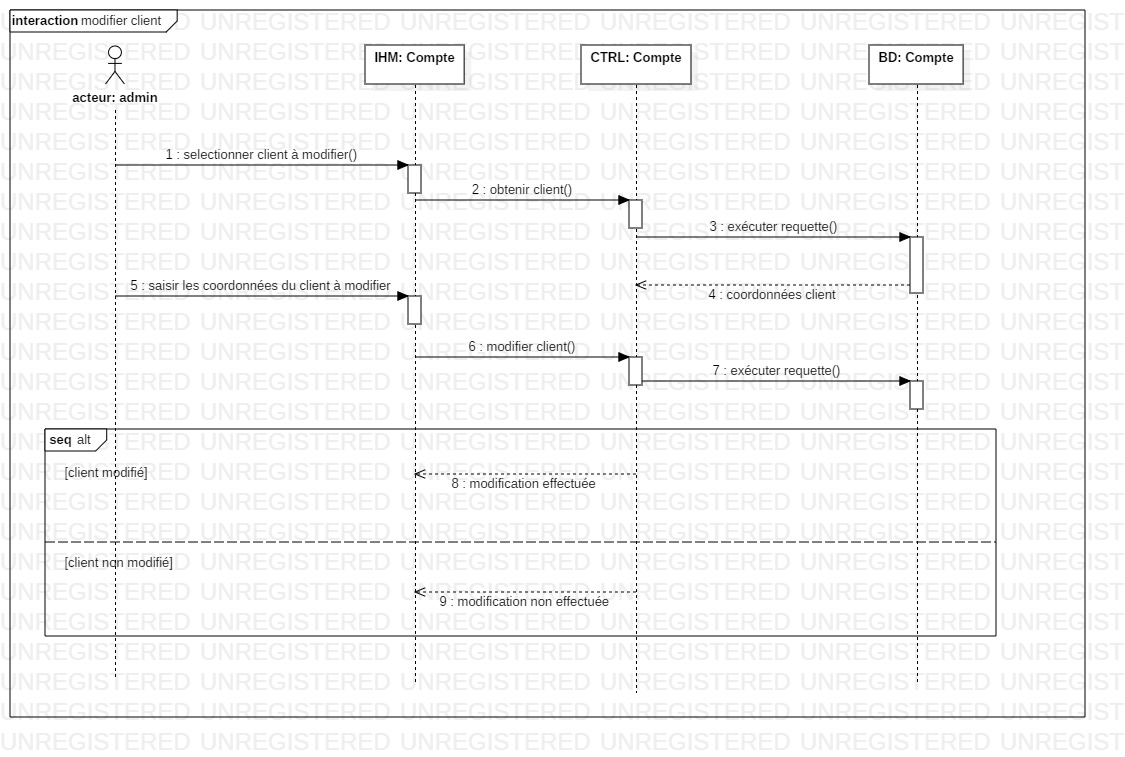 interaction modifier client
acteur: admin
IHM: Compte
CTRL: Compte
BD: Compte
1 : selectionner client à modifier()
2 : obtenir client()
3 : exécuter requette()
4 : coordonnées client
5 : saisir les coordonnées du client à modifier
6 : modifier client()
7 : exécuter requette()
seq alt
[client modifié]
8 : modification effectuée
[client non modifié]
9 : modification non effectuée
UNREGISTERED UNREGISTERED UNREGISTERED UNREGISTERED UNREGISTERED UNREGIST